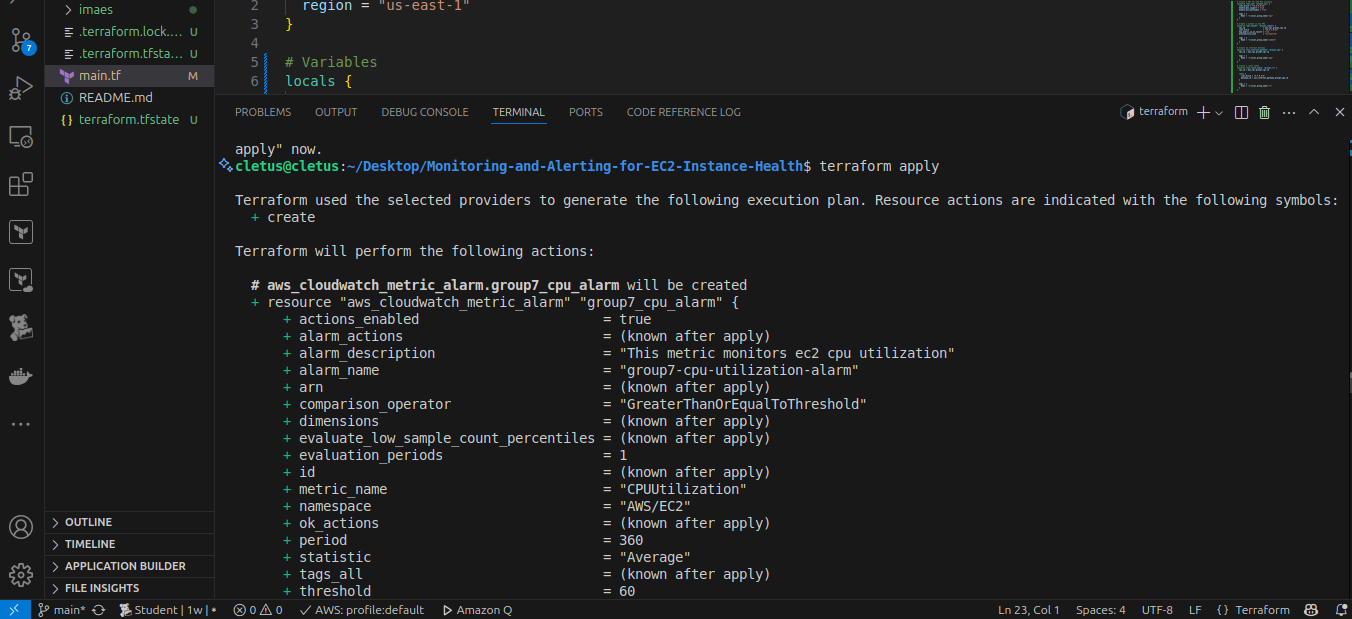 imaes
.terraform.lock.... U
.terraform.tfsta... U
main.tf M
README.md
terraform.tfstate U
7
OUTLINE
TIMELINE
APPLICATION BUILDER
FILE INSIGHTS
2 region = "us-east-1"
3 }
4
5 # Variables
6 locals {
PROBLEMS OUTPUT DEBUG CONSOLE TERMINAL PORTS CODE REFERENCE LOG terraform
apply" now.
cletus@cletus:~/Desktop/Monitoring-and-Alerting-for-EC2-Instance-Health$ terraform apply
Terraform used the selected providers to generate the following execution plan. Resource actions are indicated with the following symbols:
+ create
Terraform will perform the following actions:
# aws_cloudwatch_metric_alarm.group7_cpu_alarm will be created
+ resource "aws_cloudwatch_metric_alarm" "group7_cpu_alarm" {
+ actions_enabled = true
+ alarm_actions = (known after apply)
+ alarm_description = "This metric monitors ec2 cpu utilization"
+ alarm_name = "group7-cpu-utilization-alarm"
+ arn = (known after apply)
+ comparison_operator = "GreaterThanOrEqualToThreshold"
+ dimensions = (known after apply)
+ evaluate_low_sample_count_percentiles = (known after apply)
+ evaluation_periods = 1
+ id = (known after apply)
+ metric_name = "CPUUtilization"
+ namespace = "AWS/EC2"
+ ok_actions = (known after apply)
+ period = 360
+ statistic = "Average"
+ tags_all = (known after apply)
+ threshold = 60
main* Student | 1w | • 0 0 AWS: profile:default Amazon Q Ln 23, Col 1 Spaces: 4 UTF-8 LF {} Terraform